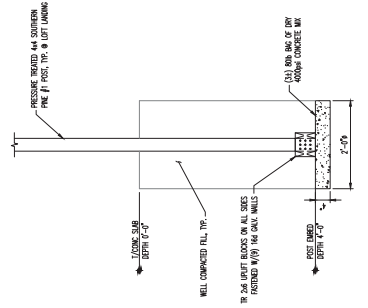 PRESSURE TREATED 4x4 SOUTHERN
PINE #1 POST, TYP. @ LOFT LANDING
T/CONC SLAB
DEPTH 0'-0"
WELL COMPACTED FILL, TYP.
TR 2x6 UPLIFT BLOCKS ON ALL SIDES
FASTENED W/(9) 16d GALV. NAILS
(3±) 80lb BAG OF DRY
4000psi CONCRETE MIX
POST EMBED
DEPTH 4'-0"
2'-0"Ø